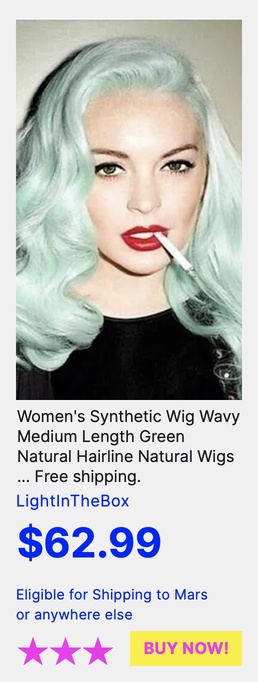 Women's Synthetic Wig Wavy
Medium Length Green
Natural Hairline Natural Wigs
... Free shipping.
LightInTheBox
$62.99
Eligible for Shipping to Mars
or anywhere else
BUY NOW!